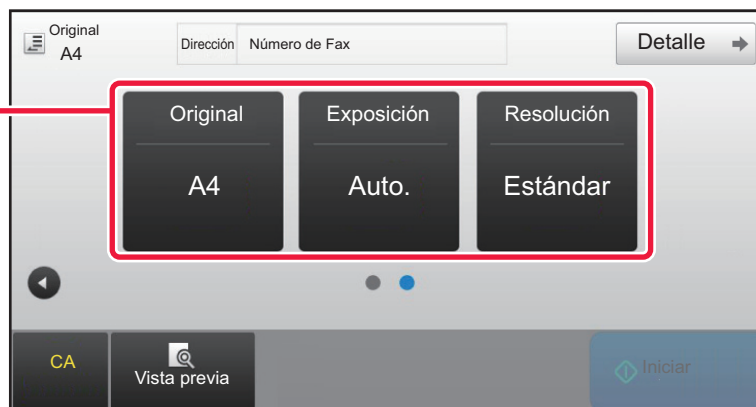 Original
A4
Dirección Número de Fax
Detalle
Original Exposición Resolución
A4 Auto. Estándar
CA
Vista previa
Iniciar